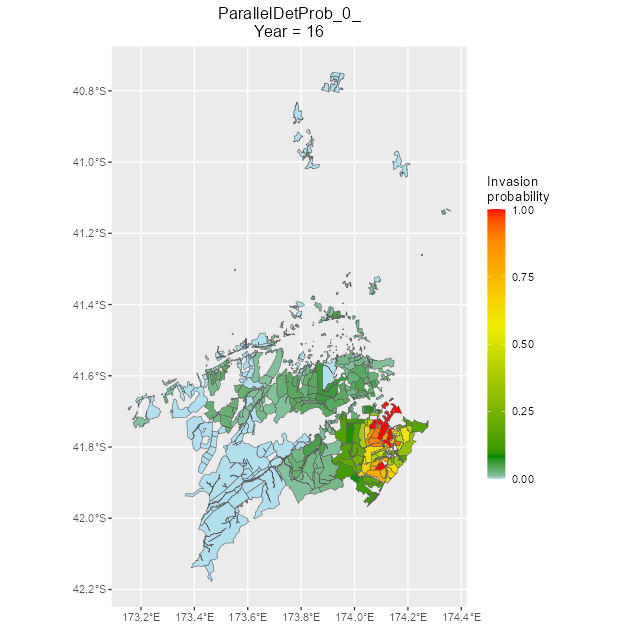 ParallelDetProb_0_
Year = 16
40.8°S
41.0°S
41.2°S
41.4°S
41.6°S
41.8°S
42.0°S
42.2°S
173.2°E
173.4°E
173.6°E
173.8°E
174.0°E
174.2°E
174.4°E
Invasion
probability
1.00
0.75
0.50
0.25
0.00